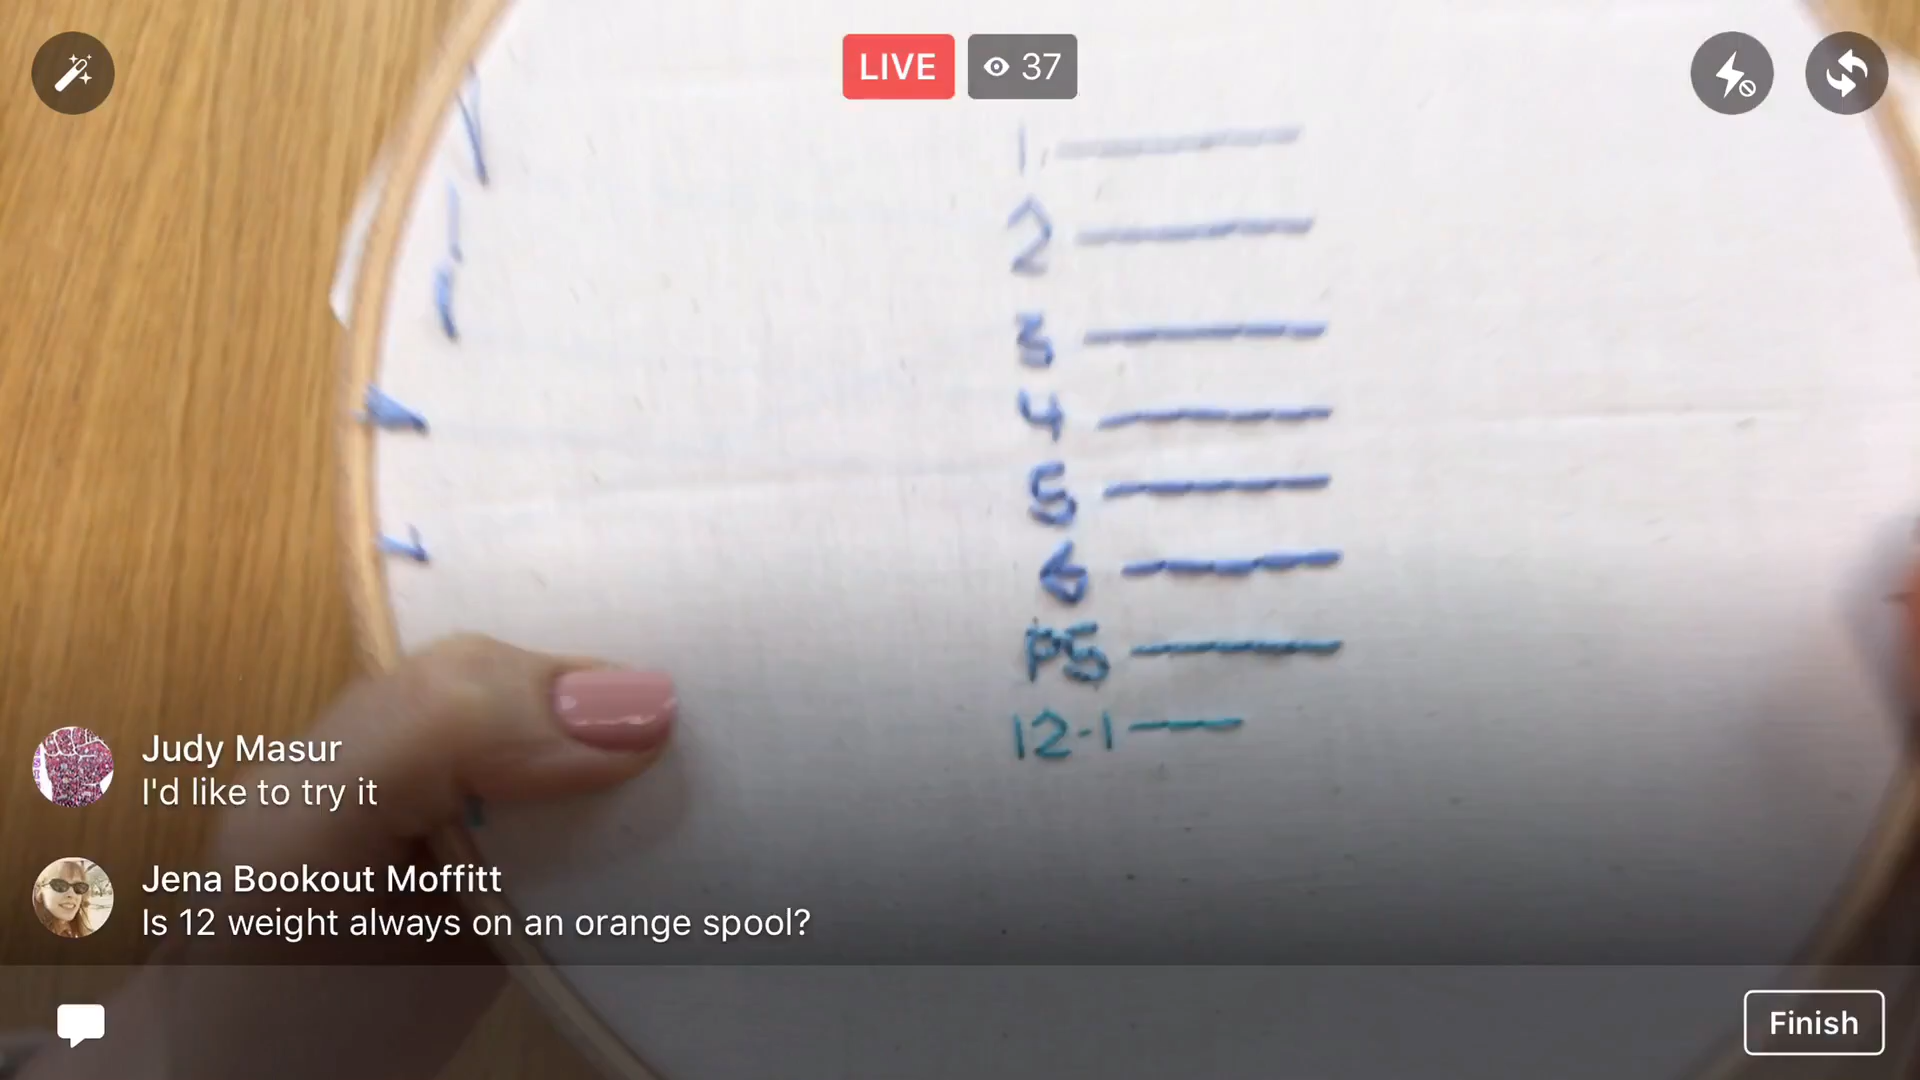 LIVE 37
1
2
3
4
5
6
P5
12-1
Judy Masur
I'd like to try it
Jena Bookout Moffitt
Is 12 weight always on an orange spool?
Finish